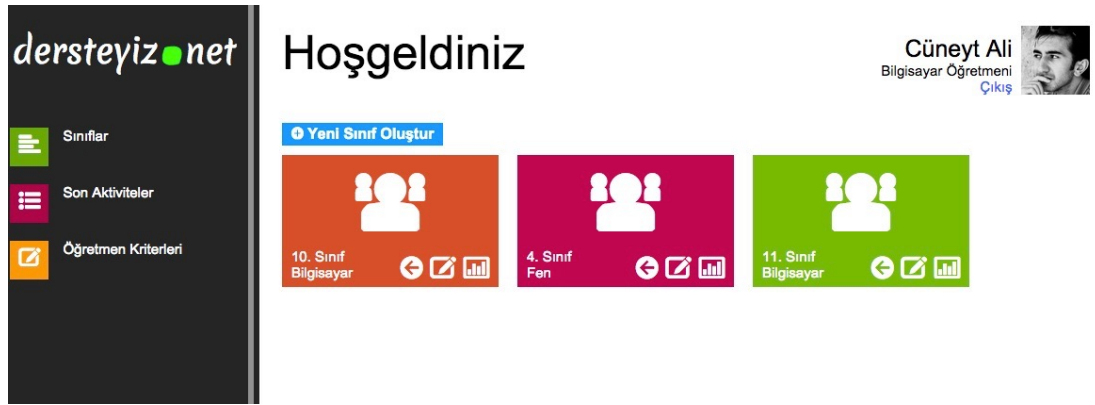 dersteyiz.net
Sınıflar
Son Aktiviteler
Öğretmen Kriterleri
Hoşgeldiniz
Cüneyt Ali
Bilgisayar Öğretmeni
Çıkış
Yeni Sınıf Oluştur
10. Sınıf
Bilgisayar
4. Sınıf
Fen
11. Sınıf
Bilgisayar